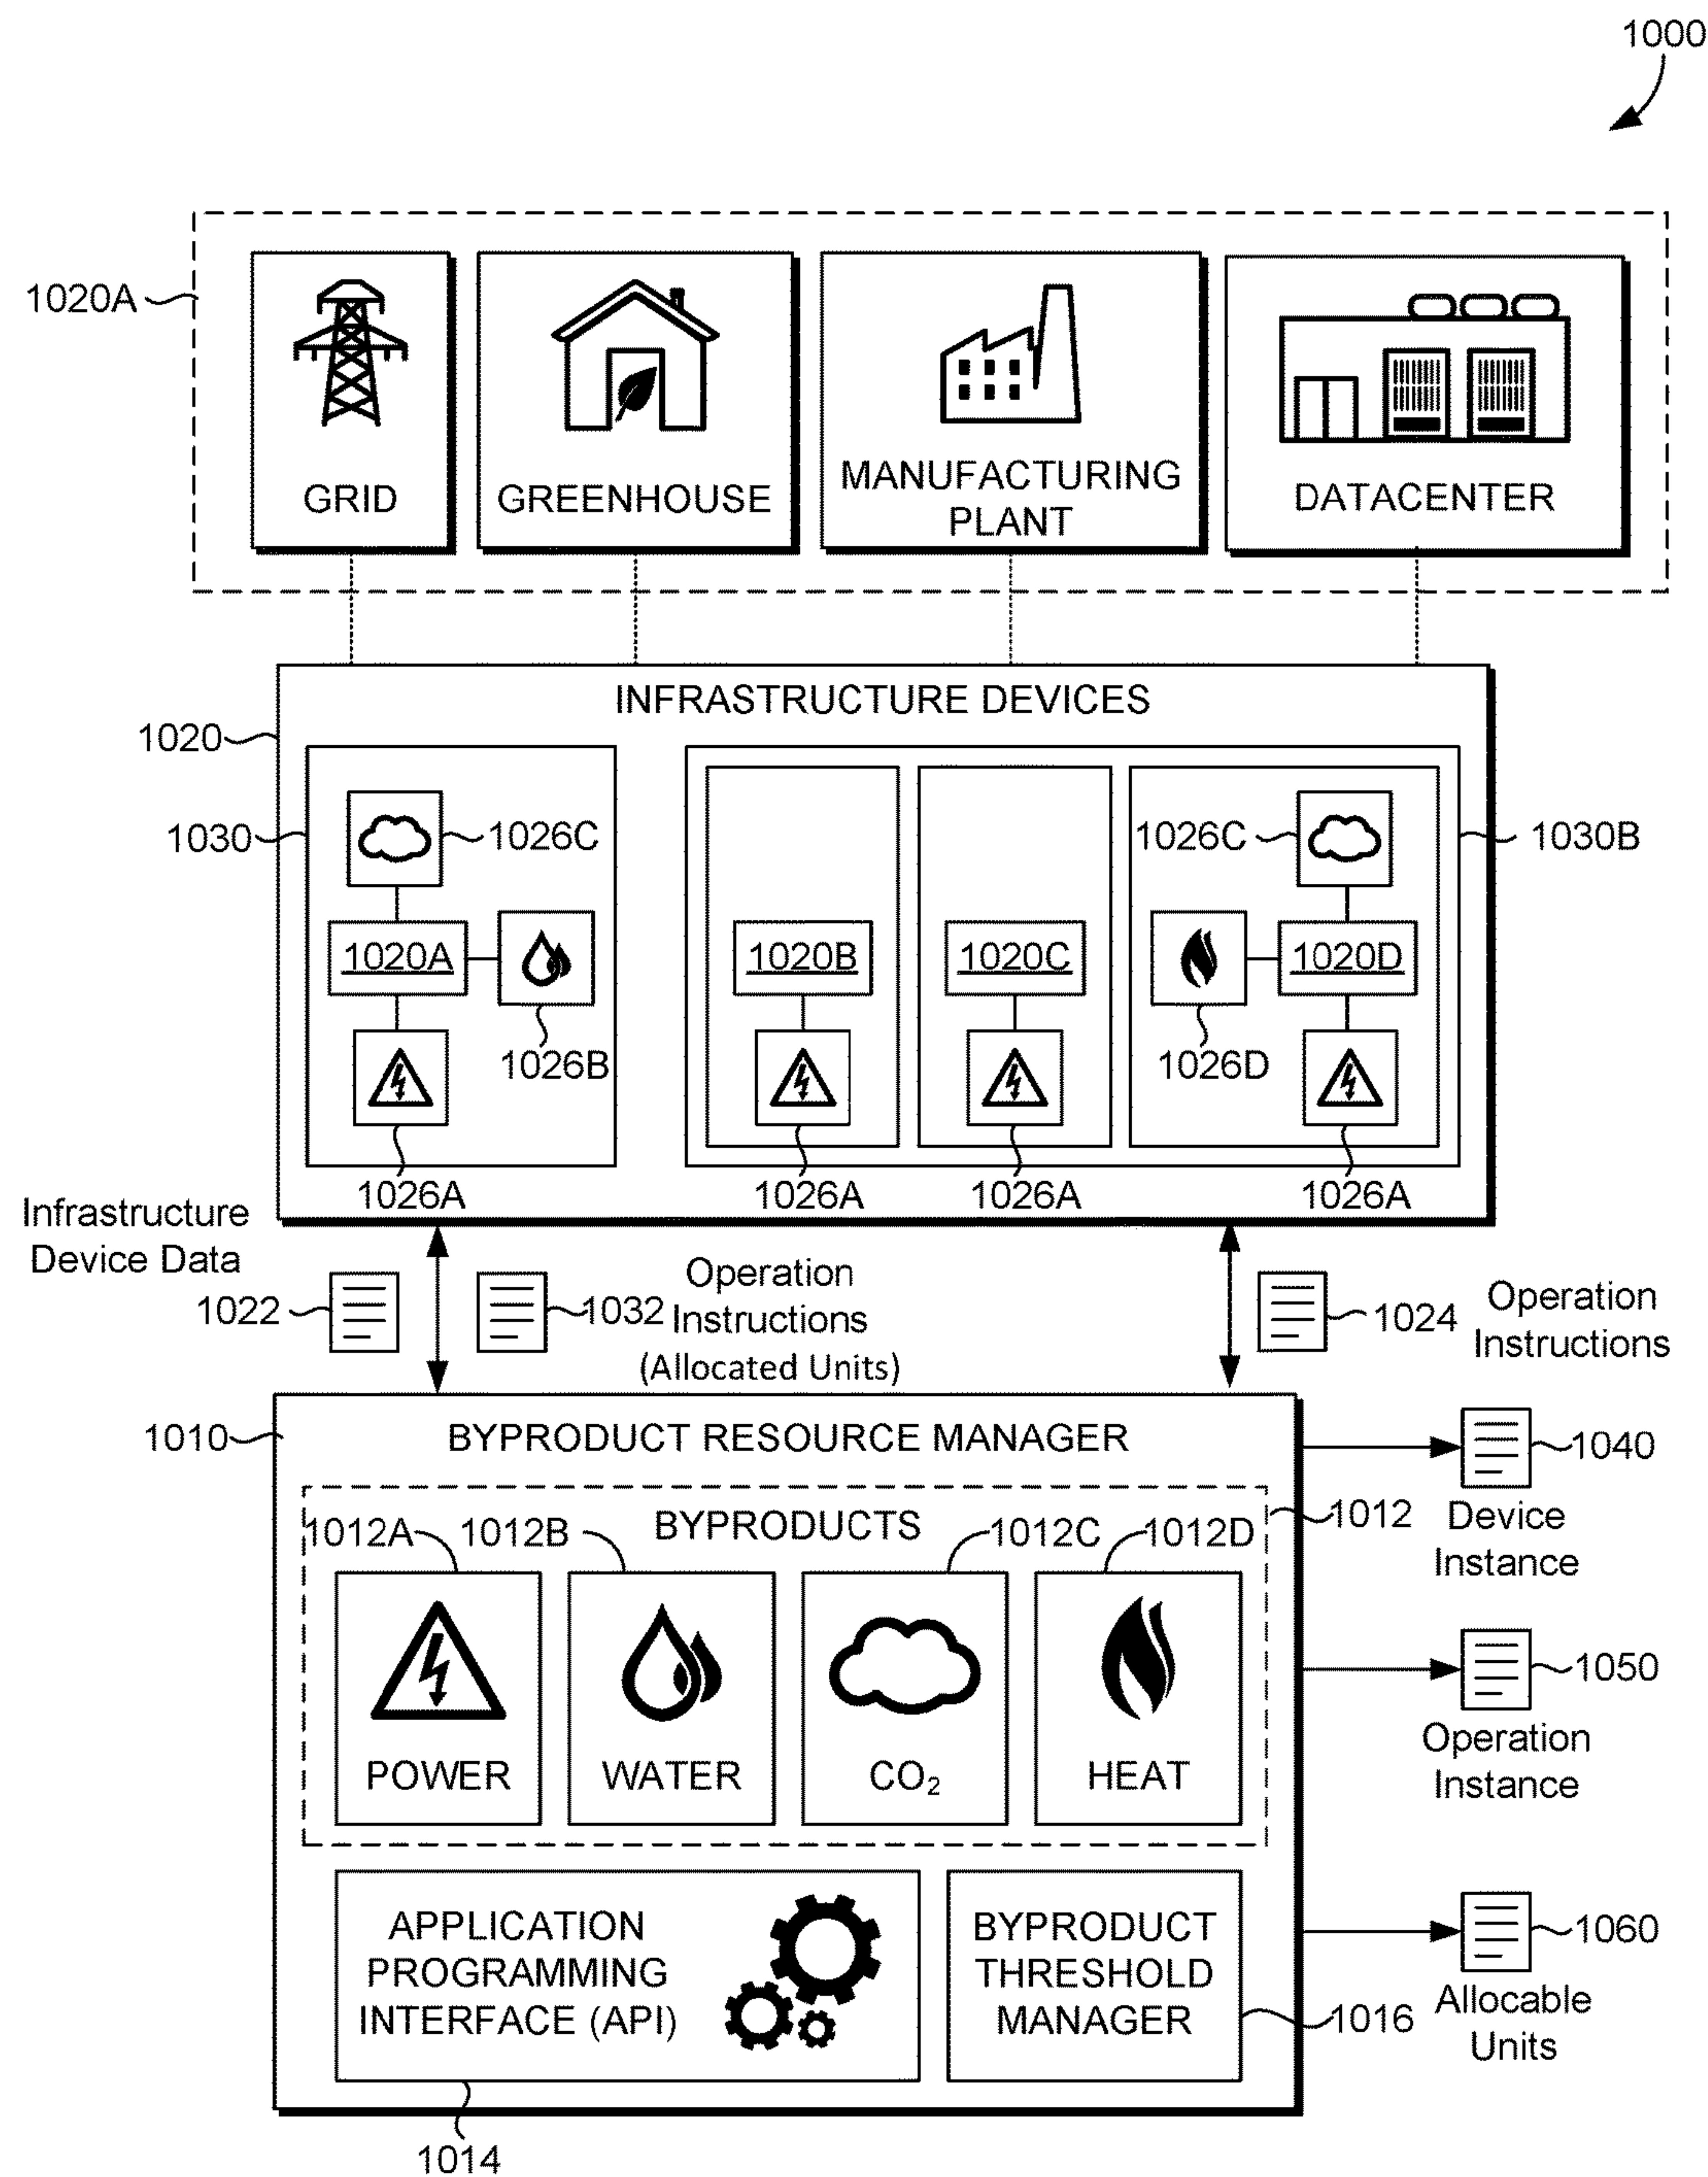 1000
1020A
GRID
GREENHOUSE
MANUFACTURING
PLANT
DATACENTER
INFRASTRUCTURE DEVICES
1020
1030
1026C
1026C
1030B
1020A
1020B
1020C
1020D
1026B
1026D
1026A
1026A
1026A
1026A
Infrastructure
Device Data
1022
1032
Operation
Instructions
(Allocated Units)
1024
Operation
Instructions
1010
BYPRODUCT RESOURCE MANAGER
1040
Device
Instance
1012
BYPRODUCTS
1012A
1012B
1012C
1012D
POWER
WATER
CO₂
HEAT
1050
Operation
Instance
APPLICATION
PROGRAMMING
INTERFACE (API)
BYPRODUCT
THRESHOLD
MANAGER
1060
Allocable
Units
1016
1014